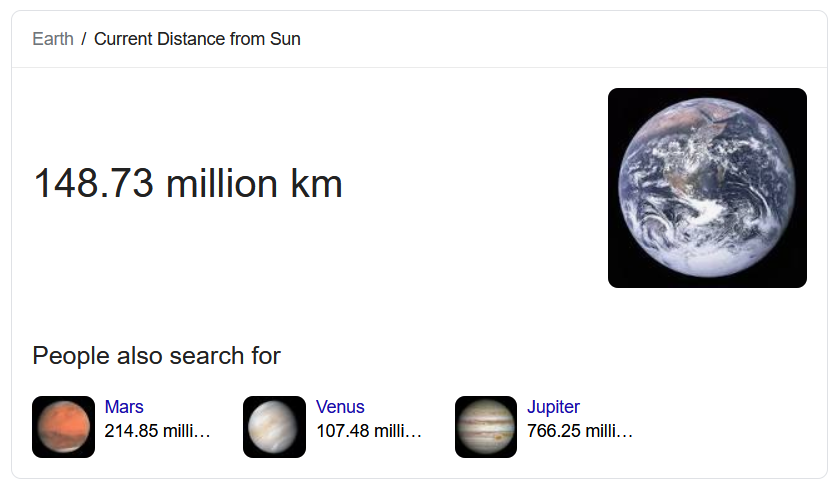 Earth / Current Distance from Sun
148.73 million km
People also search for
Mars
214.85 milli...
Venus
107.48 milli...
Jupiter
766.25 milli...